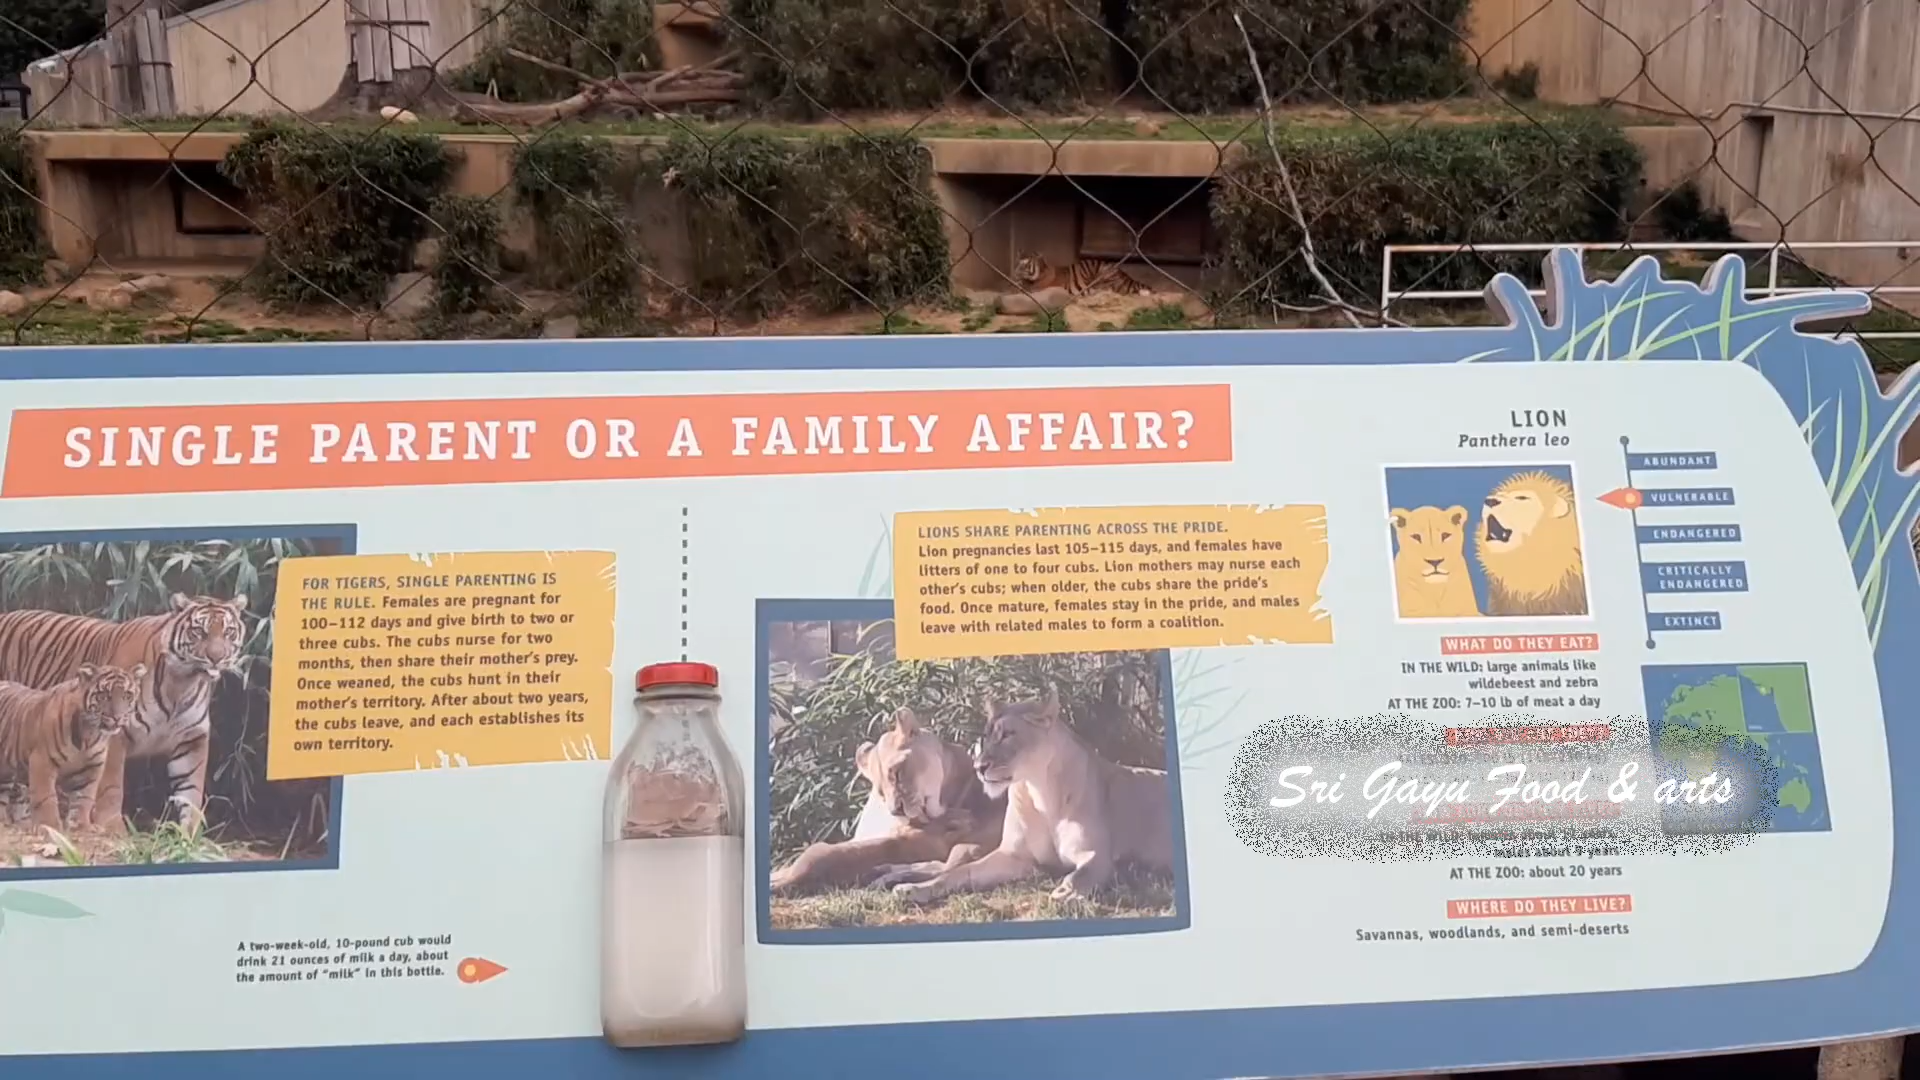 SINGLE PARENT OR A FAMILY AFFAIR?
FOR TIGERS, SINGLE PARENTING IS
THE RULE. Females are pregnant for
100–112 days and give birth to two or
three cubs. The cubs nurse for two
months, then share their mother's prey.
Once weaned, the cubs hunt in their
mother's territory. After about two years,
the cubs leave, and each establishes its
own territory.
A two-week-old, 10-pound cub would
drink 21 ounces of milk a day, about
the amount of "milk" in this bottle.
LIONS SHARE PARENTING ACROSS THE PRIDE.
Lion pregnancies last 105–115 days, and females have
litters of one to four cubs. Lion mothers may nurse each
other's cubs; when older, the cubs share the pride's
food. Once mature, females stay in the pride, and males
leave with related males to form a coalition.
LION
Panthera leo
ABUNDANT
VULNERABLE
ENDANGERED
CRITICALLY
ENDANGERED
EXTINCT
WHAT DO THEY EAT?
IN THE WILD: large animals like
wildebeest and zebra
AT THE ZOO: 7–10 lb of meat a day
Sri Gayu Food & arts
males about 9 years
AT THE ZOO: about 20 years
WHERE DO THEY LIVE?
Savannas, woodlands, and semi-deserts